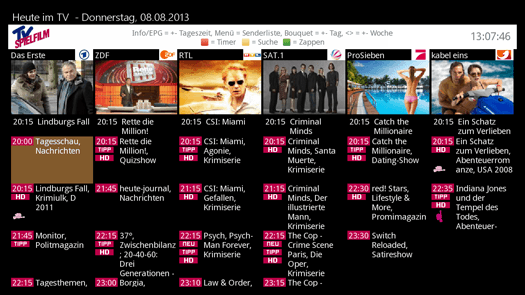 Heute im TV - Donnerstag, 08.08.2013
TV SPIELFILM
Info/EPG = +- Tageszeit, Menü = Senderliste, Bouquet = +- Tag, <> = +- Woche
= Timer = Suche = Zappen
13:07:46
Das Erste ZDF RTL SAT.1 ProSieben kabel eins
20:15 Lindburgs Fall
20:00 Tagesschau,
Nachrichten
20:15 Lindburgs Fall,
HD Krimiulk, D
2011
21:45 Monitor,
TIPP Politmagazin
22:15 Tagesthemen,
20:15 Rette die
Million!
20:15 Rette die
TIPP Million!,
HD Quizshow
21:45 heute-journal,
Nachrichten
22:15 37°,
TIPP Zwischenbilanz
HD ; 20-40-60:
Drei
Generationen -
23:00 Borgia,
20:15 CSI: Miami
20:15 CSI: Miami,
TIPP Agonie,
HD Krimiserie
21:15 CSI: Miami,
HD Gefallen,
Krimiserie
22:15 Psych, Psych-
NEU Man Forever,
HD Krimiserie
23:10 Law & Order,
20:15 Criminal
Minds
20:15 Criminal
HD Minds, Santa
Muerte,
Krimiserie
21:15 Criminal
HD Minds, Der
illustrierte
Mann,
Krimiserie
22:15 The Cop -
NEU Crime Scene
TIPP Paris, Die
HD Oper,
Krimiserie
23:15 The Cop -
20:15 Catch the
Millionaire
20:15 Catch the
TIPP Millionaire,
HD Dating-Show
22:30 red! Stars,
HD Lifestyle &
More,
Promimagazin
23:30 Switch
Reloaded,
Satireshow
20:15 Ein Schatz
zum Verlieben
20:15 Ein Schatz
HD zum Verlieben,
Abenteuerrom
anze, USA 2008
22:35 Indiana Jones
HD und der
Tempel des
Todes,
Abenteuer-